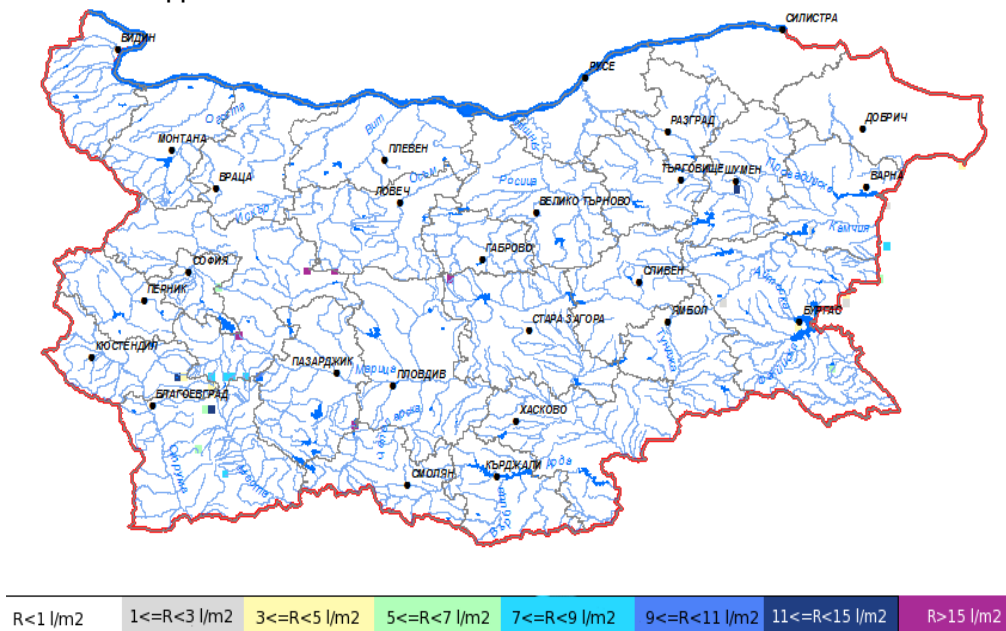 СИЛИСТРА
ВИДИН
РУСЕ
ДОБРИЧ
РАЗГРАД
Огоста
Вит
МОНТАНА
ПЛЕВЕН
ТЪРГОВИЩЕ
ШУМЕН
ВАРНА
ВРАЦА
ЛОВЕЧ
Осъм
Росица
Искър
ВЕЛИКО ТЪРНОВО
Камчия
ГАБРОВО
СОФИЯ
СЛИВЕН
ПЕРНИК
СТАРА ЗАГОРА
ЯМБОЛ
БУРГАС
КЮСТЕНДИЛ
ПАЗАРДЖИК
Марица
ПЛОВДИВ
БЛАГОЕВГРАД
ХАСКОВО
СМОЛЯН
КЪРДЖАЛИ
Струма
Места
R<1 l/m2
1<=R<3 l/m2
3<=R<5 l/m2
5<=R<7 l/m2
7<=R<9 l/m2
9<=R<11 l/m2
11<=R<15 l/m2
R>15 l/m2